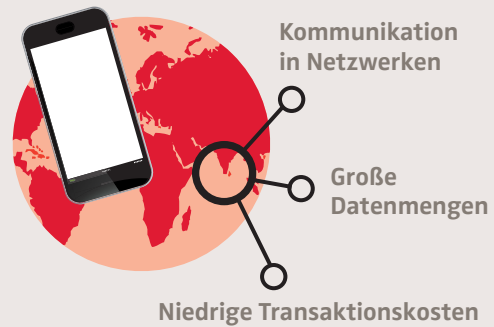 Kommunikation
in Netzwerken
Große
Datenmengen
Niedrige Transaktionskosten